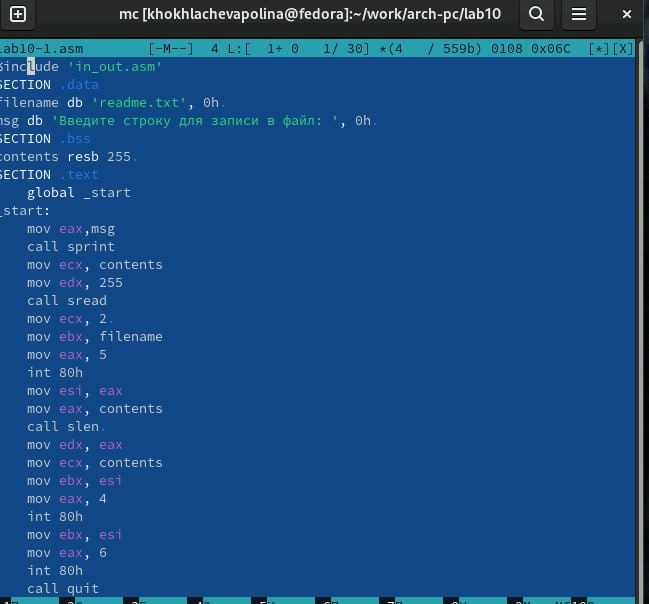 mc [khokhlachevapolina@fedora]:~/work/arch-pc/lab10
lab10-1.asm [-M--] 4 L:[ 1+ 0 1/ 30] *(4 / 559b) 0108 0x06C [*][X]
%include 'in_out.asm'
SECTION .data
filename db 'readme.txt', 0h.
msg db 'Введите строку для записи в файл: ', 0h.
SECTION .bss
contents resb 255.
SECTION .text
global _start
_start:
mov eax,msg
call sprint
mov ecx, contents
mov edx, 255
call sread
mov ecx, 2.
mov ebx, filename
mov eax, 5
int 80h
mov esi, eax
mov eax, contents
call slen.
mov edx, eax
mov ecx, contents
mov ebx, esi
mov eax, 4
int 80h
mov ebx, esi
mov eax, 6
int 80h
call quit